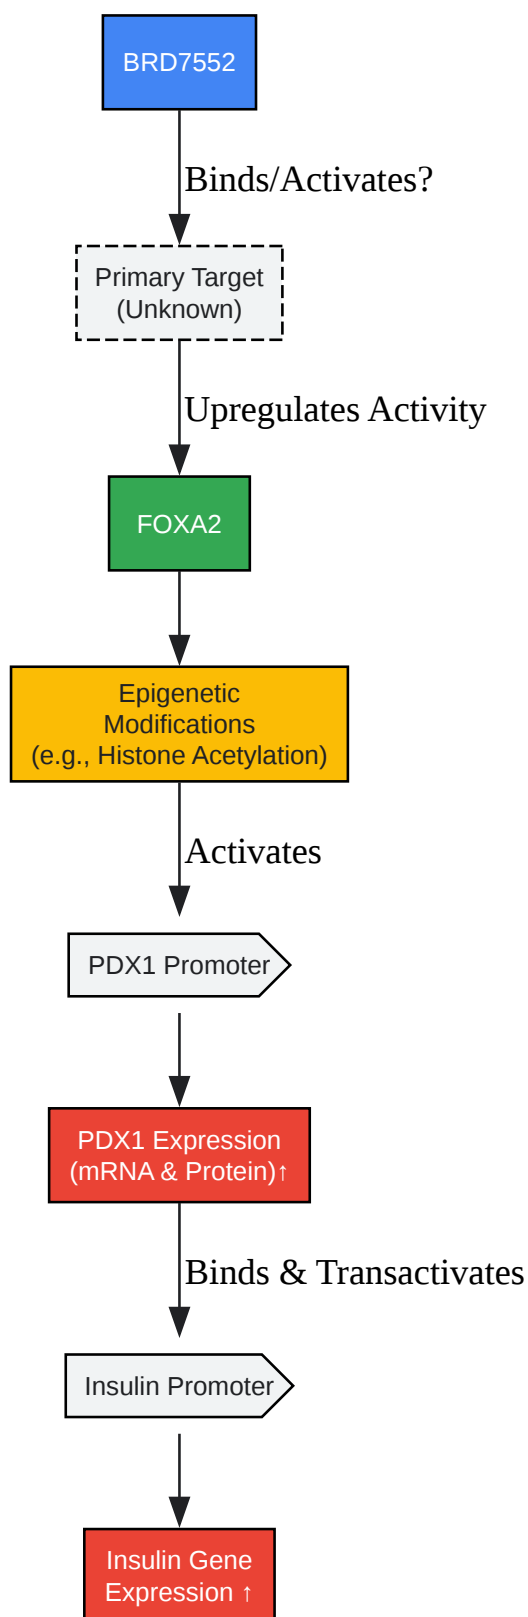 BRD7552
Binds/Activates?
Primary Target
(Unknown)
Upregulates Activity
FOXA2
Epigenetic
Modifications
(e.g., Histone Acetylation)
Activates
PDX1 Promoter
PDX1 Expression
(mRNA & Protein)↑
Binds & Transactivates
Insulin Promoter
Insulin Gene
Expression ↑